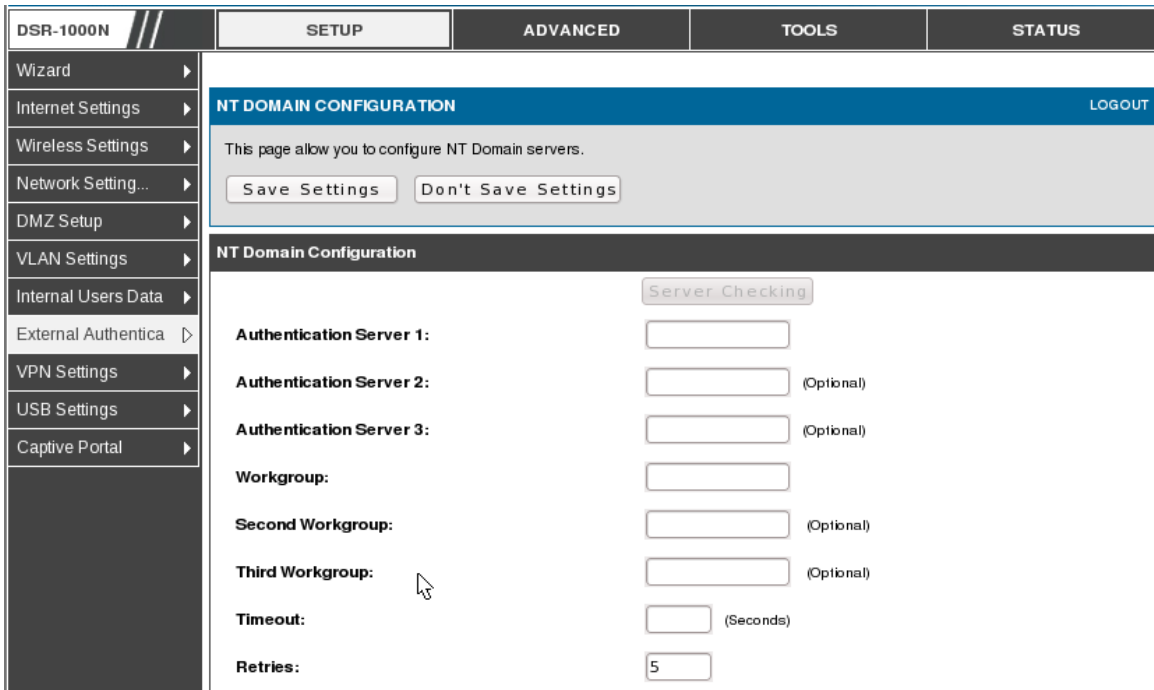 DSR-1000N
SETUP
ADVANCED
TOOLS
STATUS
Wizard
Internet Settings
Wireless Settings
Network Setting...
DMZ Setup
VLAN Settings
Internal Users Data
External Authentica
VPN Settings
USB Settings
Captive Portal
NT DOMAIN CONFIGURATION
LOGOUT
This page allow you to configure NT Domain servers.
Save Settings
Don't Save Settings
NT Domain Configuration
Server Checking
Authentication Server 1:
Authentication Server 2: (Optional)
Authentication Server 3: (Optional)
Workgroup:
Second Workgroup: (Optional)
Third Workgroup: (Optional)
Timeout: (Seconds)
Retries: 5